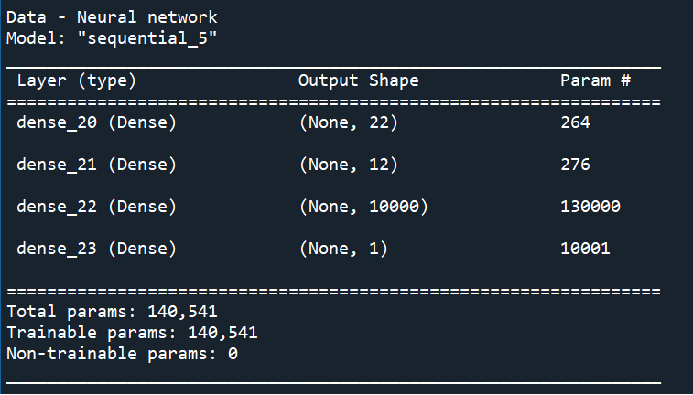 Data - Neural network
Model: "sequential_5"
Layer (type) Output Shape Param #
dense_20 (Dense) (None, 22) 264
dense_21 (Dense) (None, 12) 276
dense_22 (Dense) (None, 10000) 130000
dense_23 (Dense) (None, 1) 10001
Total params: 140,541
Trainable params: 140,541
Non-trainable params: 0